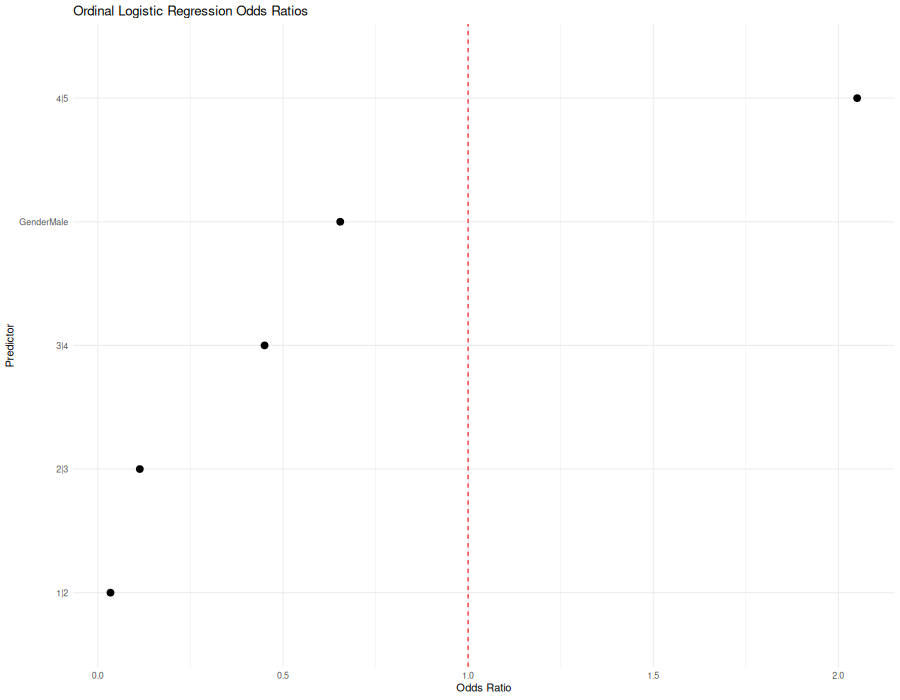 Ordinal Logistic Regression Odds Ratios
4|5
GenderMale
3|4
2|3
1|2
Predictor
0.0 0.5 1.0 1.5 2.0
Odds Ratio